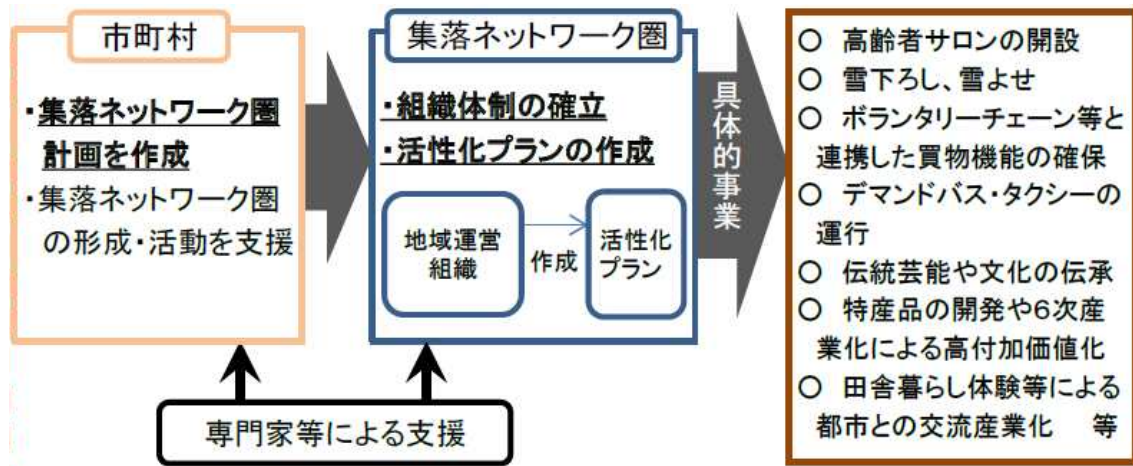 市町村
・集落ネットワーク圏
計画を作成
・集落ネットワーク圏
の形成・活動を支援
集落ネットワーク圏
・組織体制の確立
・活性化プランの作成
地域運営
組織
作成
活性化
プラン
専門家等による支援
具体的事業
○ 高齢者サロンの開設
○ 雪下ろし、雪よせ
○ ボランタリーチェーン等と
連携した買物機能の確保
○ デマンドバス・タクシーの
運行
○ 伝統芸能や文化の伝承
○ 特産品の開発や6次産
業化による高付加価値化
○ 田舎暮らし体験等による
都市との交流産業化 等